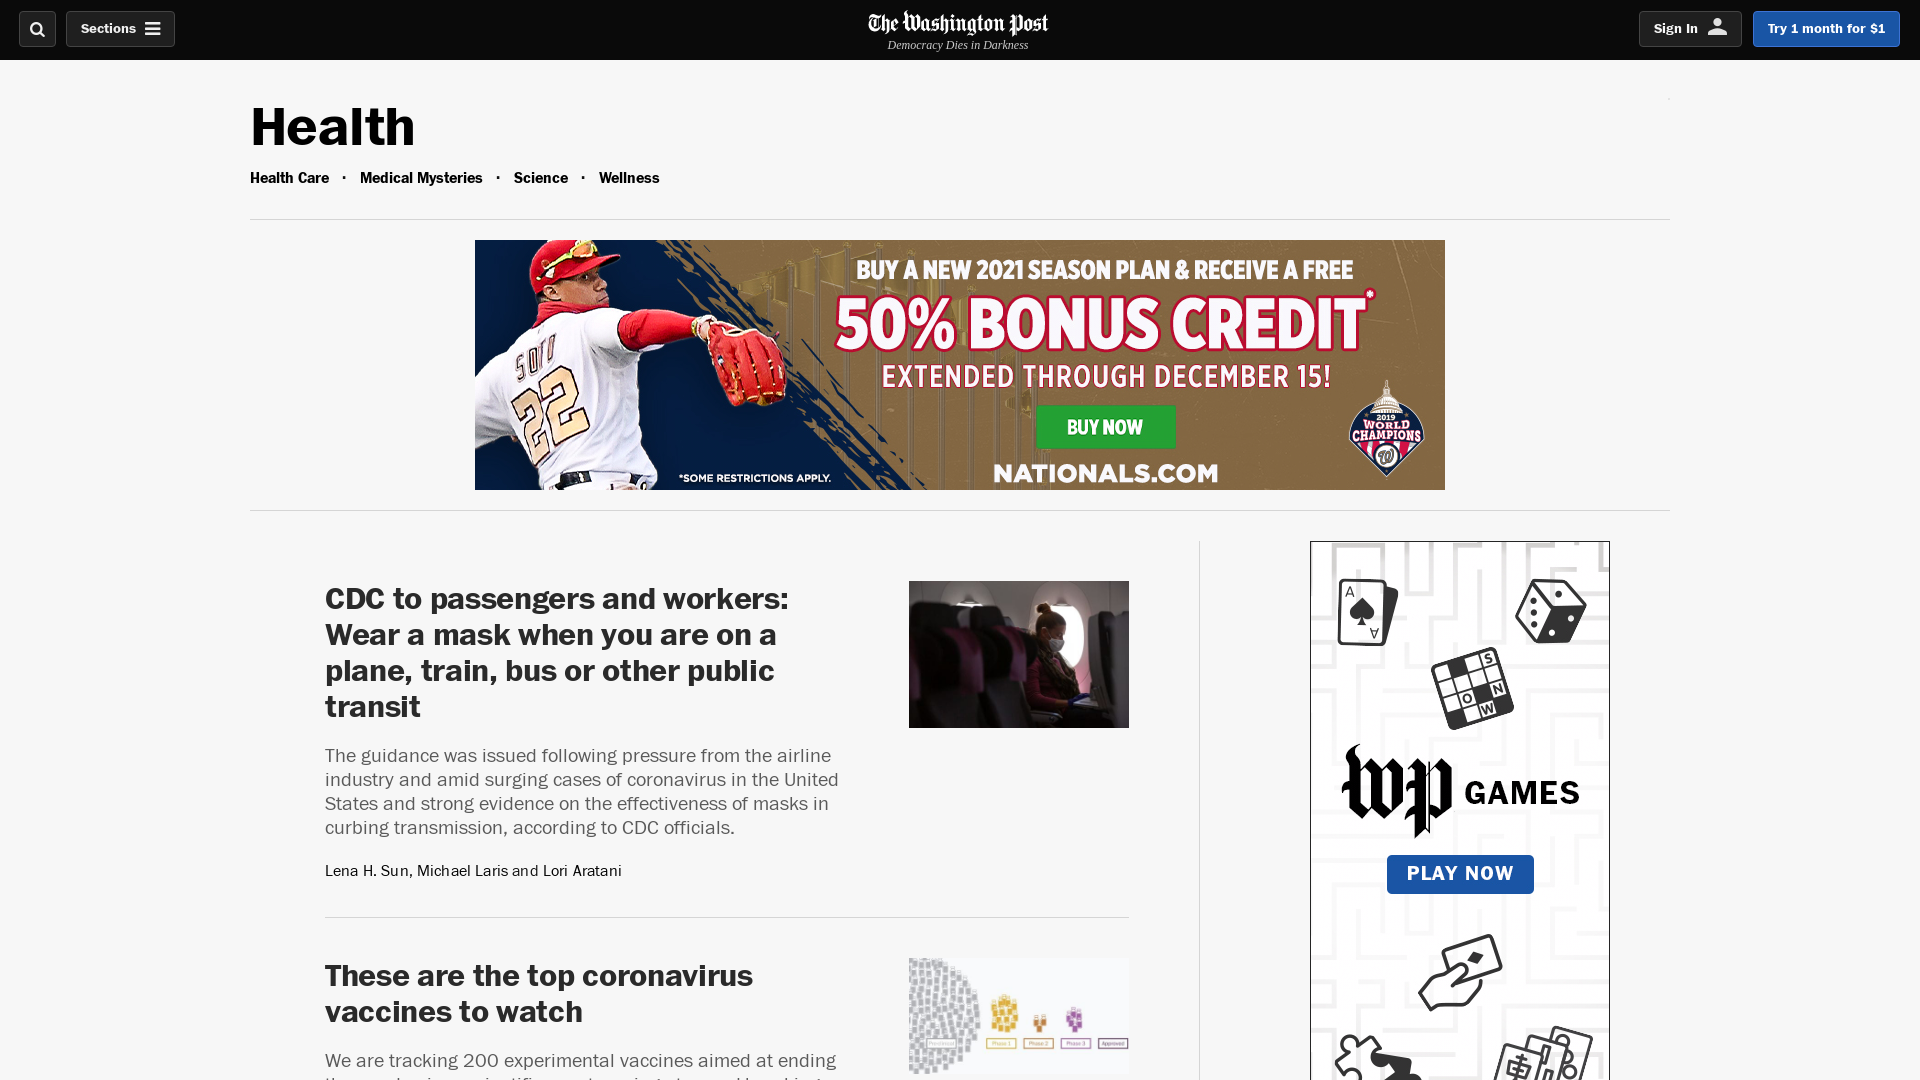 Sections
The Washington Post
Democracy Dies in Darkness
Sign In
Try 1 month for $1
Health
Health Care · Medical Mysteries · Science · Wellness
BUY A NEW 2021 SEASON PLAN & RECEIVE A FREE
50% BONUS CREDIT*
EXTENDED THROUGH DECEMBER 15!
BUY NOW
NATIONALS.COM
*SOME RESTRICTIONS APPLY.
SOTO
22
2019
WORLD
CHAMPIONS
W
CDC to passengers and workers:
Wear a mask when you are on a
plane, train, bus or other public
transit
The guidance was issued following pressure from the airline
industry and amid surging cases of coronavirus in the United
States and strong evidence on the effectiveness of masks in
curbing transmission, according to CDC officials.
Lena H. Sun, Michael Laris and Lori Aratani
These are the top coronavirus
vaccines to watch
We are tracking 200 experimental vaccines aimed at ending
Phase 1
Phase 2
Phase 3
Approved
A
A
S
O N
W
wp GAMES
PLAY NOW